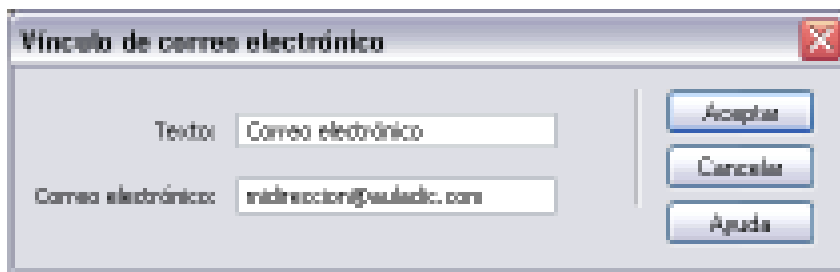 Vínculo de correo electrónico
Texto: Correo electrónico
Aceptar
Cancelar
Correo electrónico: midireccion@aulaclic.com
Ayuda